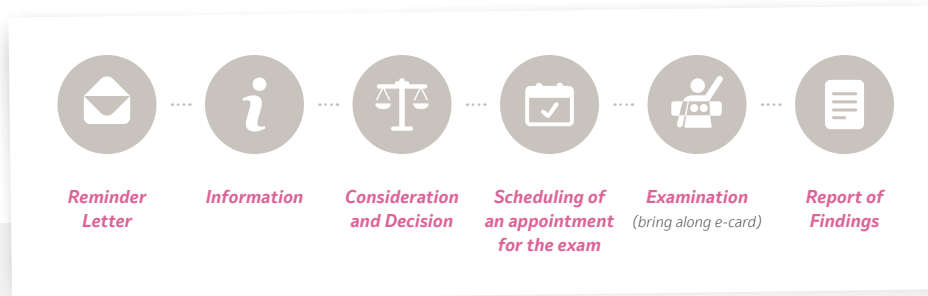 Reminder
Letter
Information
Consideration
and Decision
Scheduling of
an appointment
for the exam
Examination
(bring along e-card)
Report of
Findings